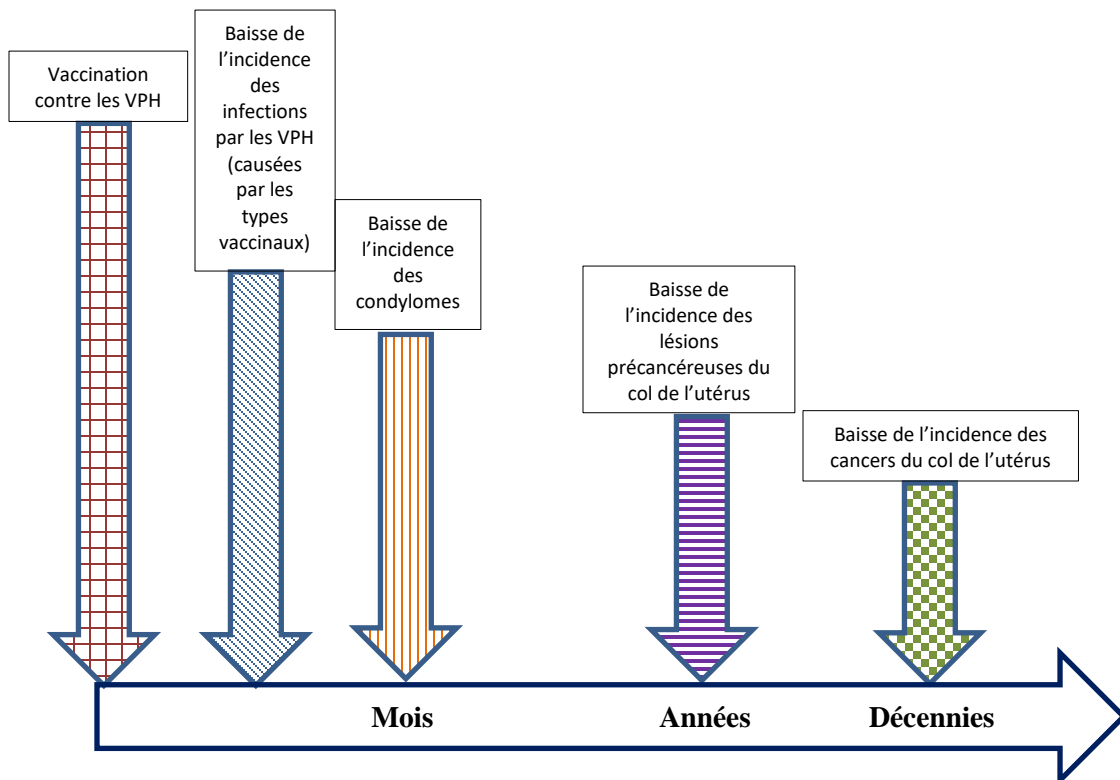 Vaccination
contre les VPH
Baisse de
l'incidence
des
infections
par les VPH
(causées
par les
types
vaccinaux)
Baisse de
l'incidence
des
condylomes
Baisse de
l'incidence des
lésions
précancéreuses du
col de l'utérus
Baisse de l'incidence des
cancers du col de l'utérus
Mois
Années
Décennies